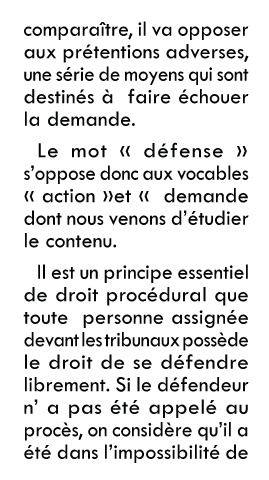 comparaître, il va opposer
aux prétentions adverses,
une série de moyens qui sont
destinés à  faire échouer
la demande.
Le mot « défense »
s’oppose donc aux vocables
« action »et «  demande
dont nous venons d’étudier
le contenu.
Il est un principe essentiel
de droit procédural que
toute  personne assignée
devant les tribunaux possède
le droit de se défendre
librement. Si le défendeur
n’ a pas été appelé au
procès, on considère qu’il a
été dans l’impossibilité de